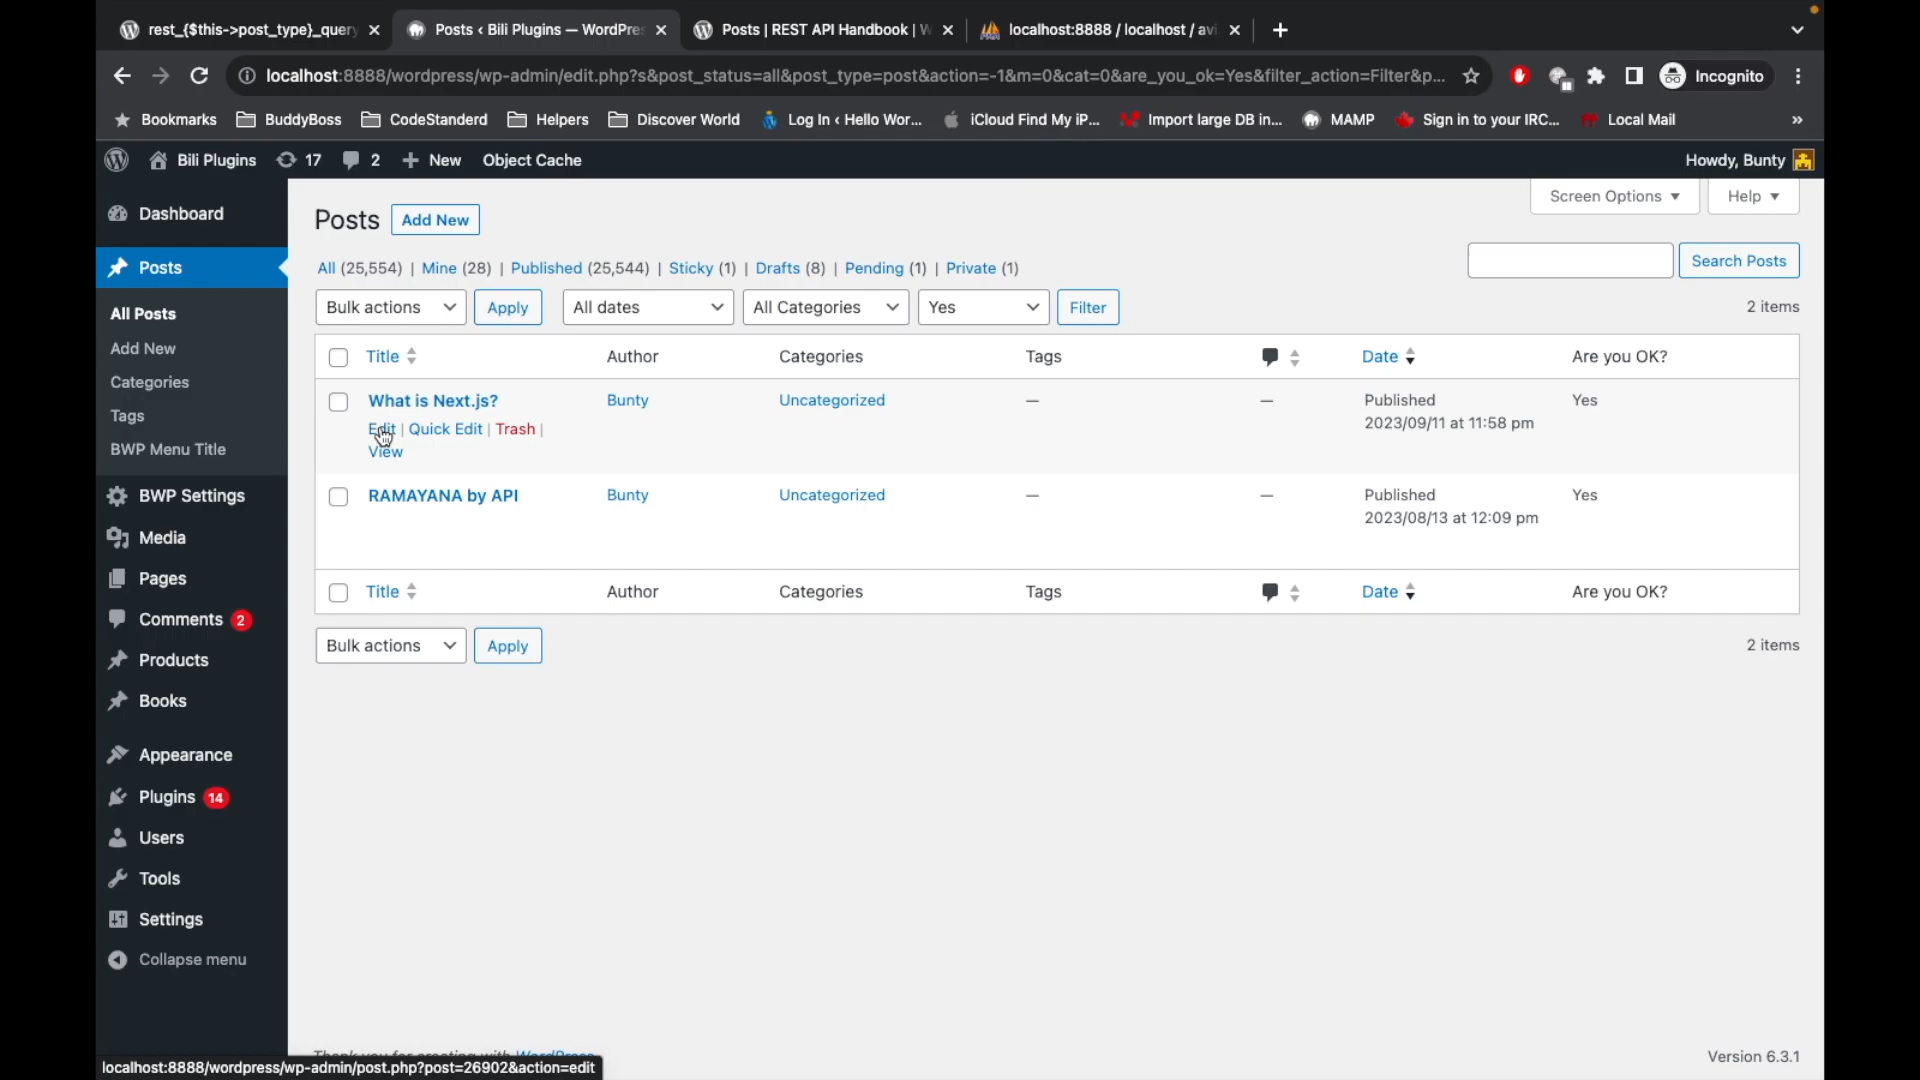 rest_{$this->post_type}_query
Posts ‹ Bili Plugins — WordPres
Posts | REST API Handbook | W
localhost:8888 / localhost / avi
localhost:8888/wordpress/wp-admin/edit.php?s&post_status=all&post_type=post&action=-1&m=0&cat=0&are_you_ok=Yes&filter_action=Filter&p...
Incognito
Bookmarks BuddyBoss CodeStanderd Helpers Discover World Log In ‹ Hello Wor... iCloud Find My iP... Import large DB in... MAMP Sign in to your IRC... Local Mail »
Bili Plugins 17 2 New Object Cache Howdy, Bunty
Dashboard
Posts
All Posts
Add New
Categories
Tags
BWP Menu Title
BWP Settings
Media
Pages
Comments 2
Products
Books
Appearance
Plugins 14
Users
Tools
Settings
Collapse menu
Screen Options Help
Posts Add New
All (25,554) | Mine (28) | Published (25,544) | Sticky (1) | Drafts (8) | Pending (1) | Private (1)
Search Posts
Bulk actions Apply All dates All Categories Yes Filter 2 items
Title Author Categories Tags Date Are you OK?
What is Next.js? Bunty Uncategorized — — Published Yes
2023/09/11 at 11:58 pm
Edit | Quick Edit | Trash |
View
RAMAYANA by API Bunty Uncategorized — — Published Yes
2023/08/13 at 12:09 pm
Title Author Categories Tags Date Are you OK?
Bulk actions Apply 2 items
Thank you for creating with WordPress.
Version 6.3.1
localhost:8888/wordpress/wp-admin/post.php?post=26902&action=edit